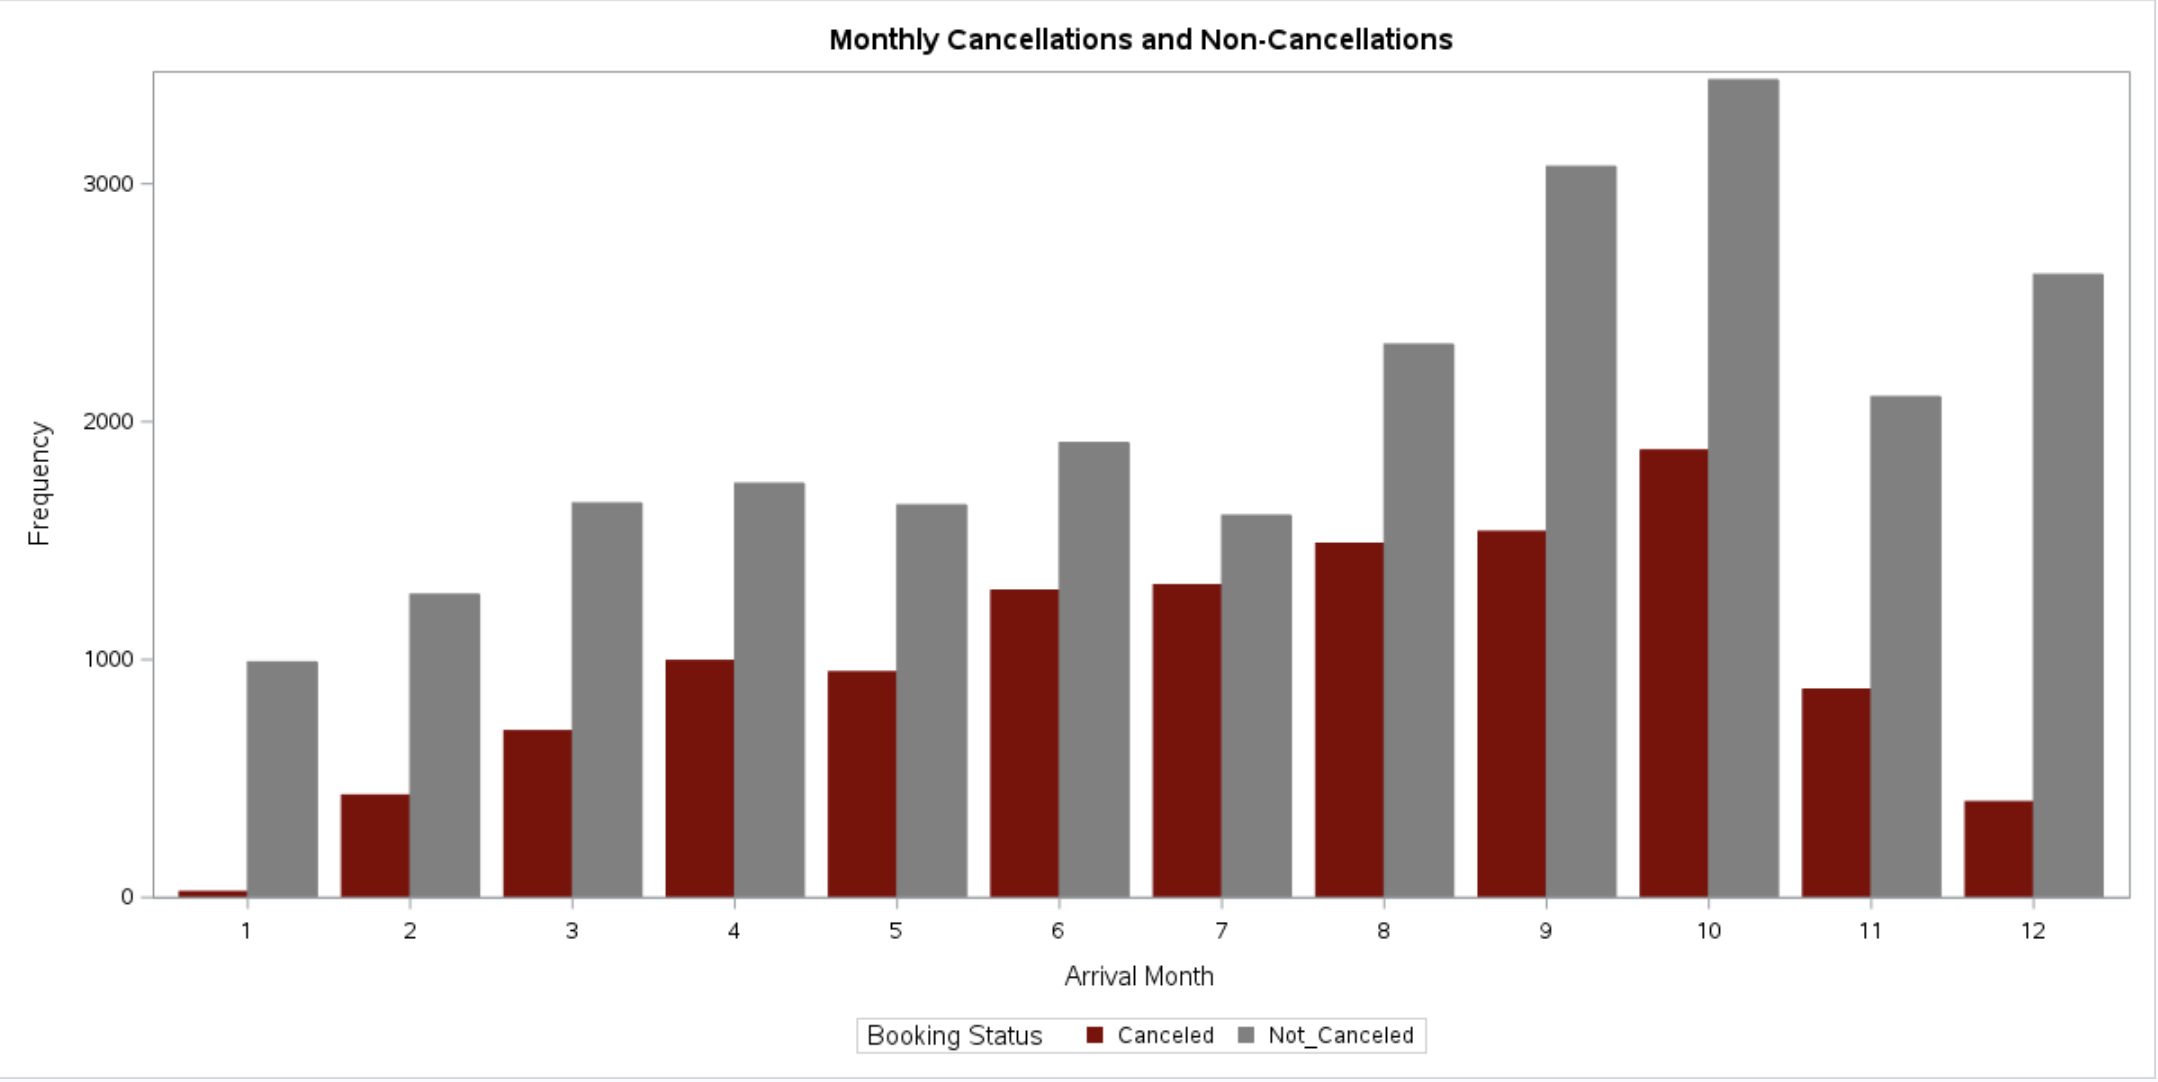 Monthly Cancellations and Non-Cancellations
3000
2000
1000
0
Frequency
1 2 3 4 5 6 7 8 9 10 11 12
Arrival Month
Booking Status Canceled Not_Canceled